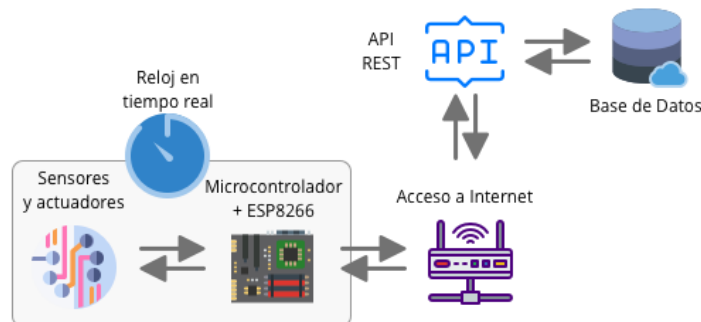 API
REST
API
Base de Datos
Reloj en
tiempo real
Sensores
y actuadores
Microcontrolador
+ ESP8266
Acceso a Internet